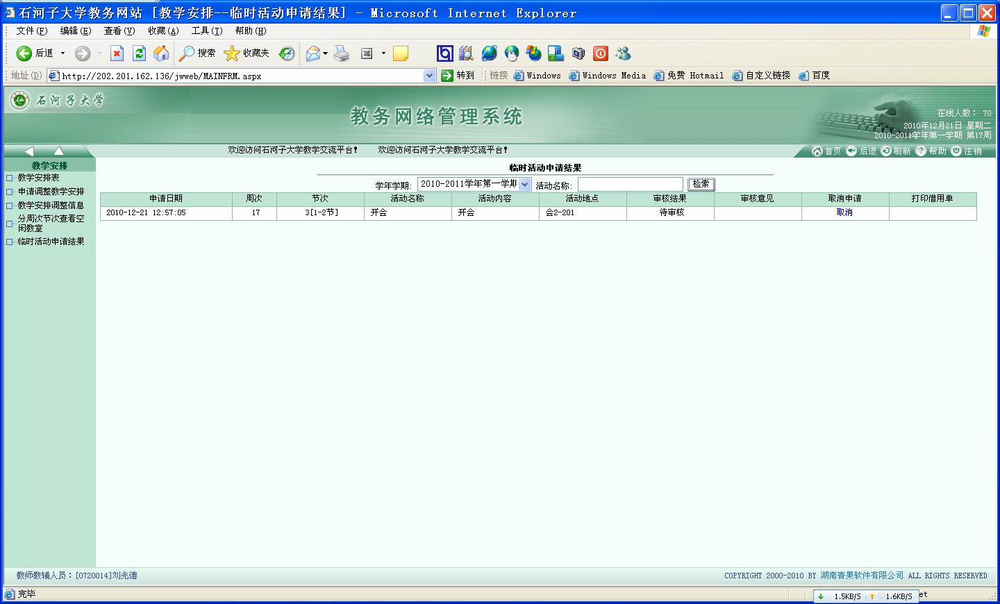 石河子大学教务网站 [教学安排--临时活动申请结果] - Microsoft Internet Explorer
文件(F) 编辑(E) 查看(V) 收藏(A) 工具(T) 帮助(H)
后退 搜索 收藏夹
地址(D) http://202.201.162.136/jwweb/MAINFRM.aspx 转到 链接 Windows Windows Media 免费 Hotmail 自定义链接 百度
石河子大学
教务网络管理系统
在线人数： 70
2010年12月21日 星期二
2010-2011学年第一学期 第17周
欢迎访问石河子大学教学交流平台! 欢迎访问石河子大学教学交流平台!
首页 后退 刷新 帮助 注销
教学安排
教学安排表
申请调整教学安排
教学安排调整信息
分周次节次查看空
闲教室
临时活动申请结果
临时活动申请结果
学年学期: 2010-2011学年第一学期 活动名称: 检索
申请日期 周次 节次 活动名称 活动内容 活动地点 审核结果 审核意见 取消申请 打印借用单
2010-12-21 12:57:05 17 3[1-2节] 开会 开会 会2-201 待审核 取消
教师教辅人员：[0720014]刘兆德
COPYRIGHT 2000-2010 BY 湖南青果软件有限公司 ALL RIGHTS RESERVED
完毕
1.5KB/S 1.6KB/S et